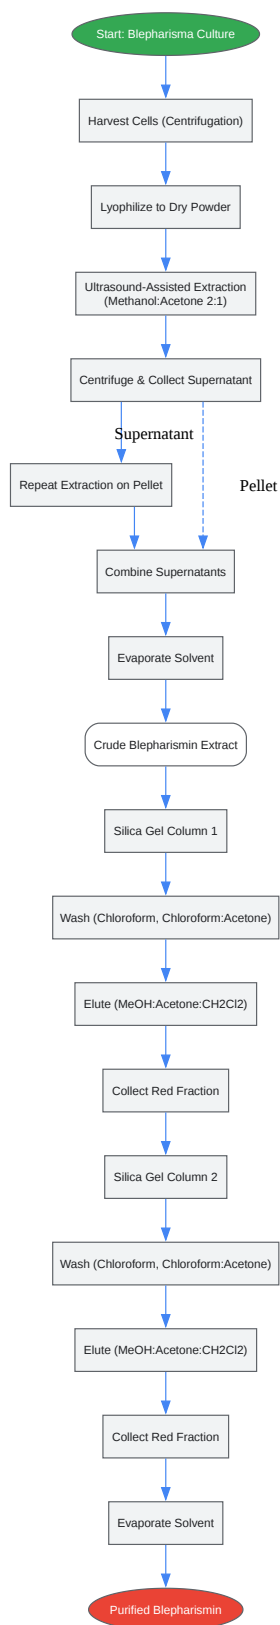 Start: Blepharisma Culture
Harvest Cells (Centrifugation)
Lyophilize to Dry Powder
Ultrasound-Assisted Extraction
(Methanol:Acetone 2:1)
Centrifuge & Collect Supernatant
Supernatant
Repeat Extraction on Pellet
Pellet
Combine Supernatants
Evaporate Solvent
Crude Blepharismin Extract
Silica Gel Column 1
Wash (Chloroform, Chloroform:Acetone)
Elute (MeOH:Acetone:CH2Cl2)
Collect Red Fraction
Silica Gel Column 2
Wash (Chloroform, Chloroform:Acetone)
Elute (MeOH:Acetone:CH2Cl2)
Collect Red Fraction
Evaporate Solvent
Purified Blepharismin